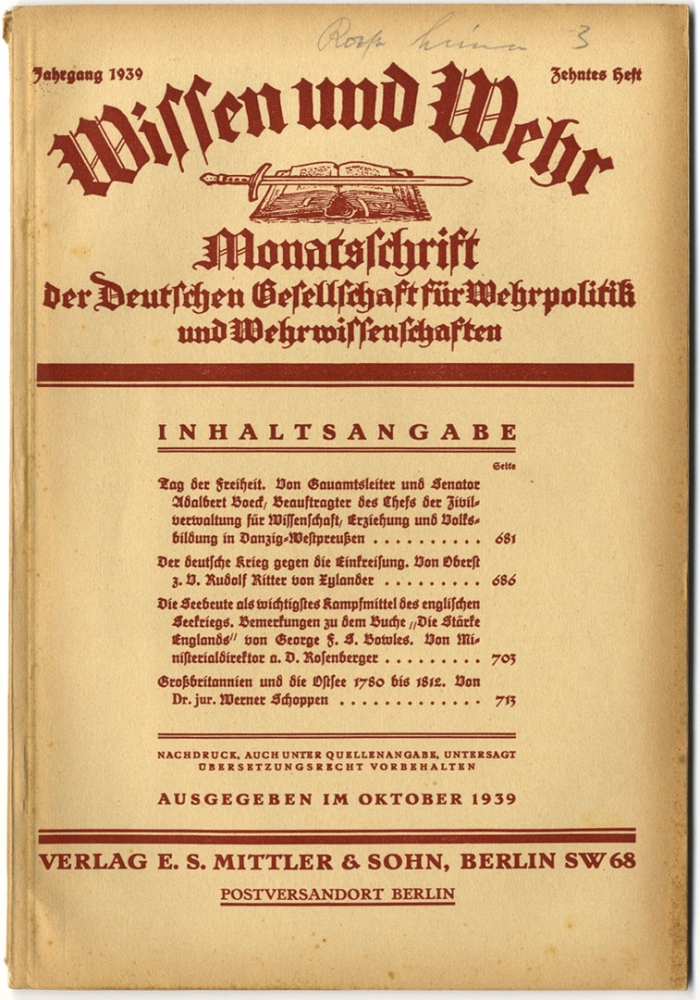 3
Jahrgang 1939
Zehntes Heft
Wissen und Wehr
Monatsschrift
der Deutschen Gesellschaft für Wehrpolitik
und Wehrwissenschaften
INHALTSANGABE
Seite
Tag der Freiheit. Von Gauamtsleiter und Senator
Adalbert Boeck, Beauftragter des Chefs der Zivil-
verwaltung für Wissenschaft, Erziehung und Volks-
bildung in Danzig-Westpreußen . . . . . . . . . . 681
Der deutsche Krieg gegen die Einkreisung. Von Oberst
z. V. Rudolf Ritter von Xylander . . . . . . . . . 686
Die Seebeute als wichtigstes Kampfmittel des englischen
Seekriegs. Bemerkungen zu dem Buche „Die Stärke
Englands“ von George F. S. Bowles. Von Mi-
nisterialdirektor a. D. Rosenberger . . . . . . . . . 703
Großbritannien und die Ostsee 1780 bis 1812. Von
Dr. jur. Werner Schoppen . . . . . . . . . . . . . 713
NACHDRUCK, AUCH UNTER QUELLENANGABE, UNTERSAGT
ÜBERSETZUNGSRECHT VORBEHALTEN
AUSGEGEBEN IM OKTOBER 1939
VERLAG E. S. MITTLER & SOHN, BERLIN SW 68
POSTVERSANDORT BERLIN